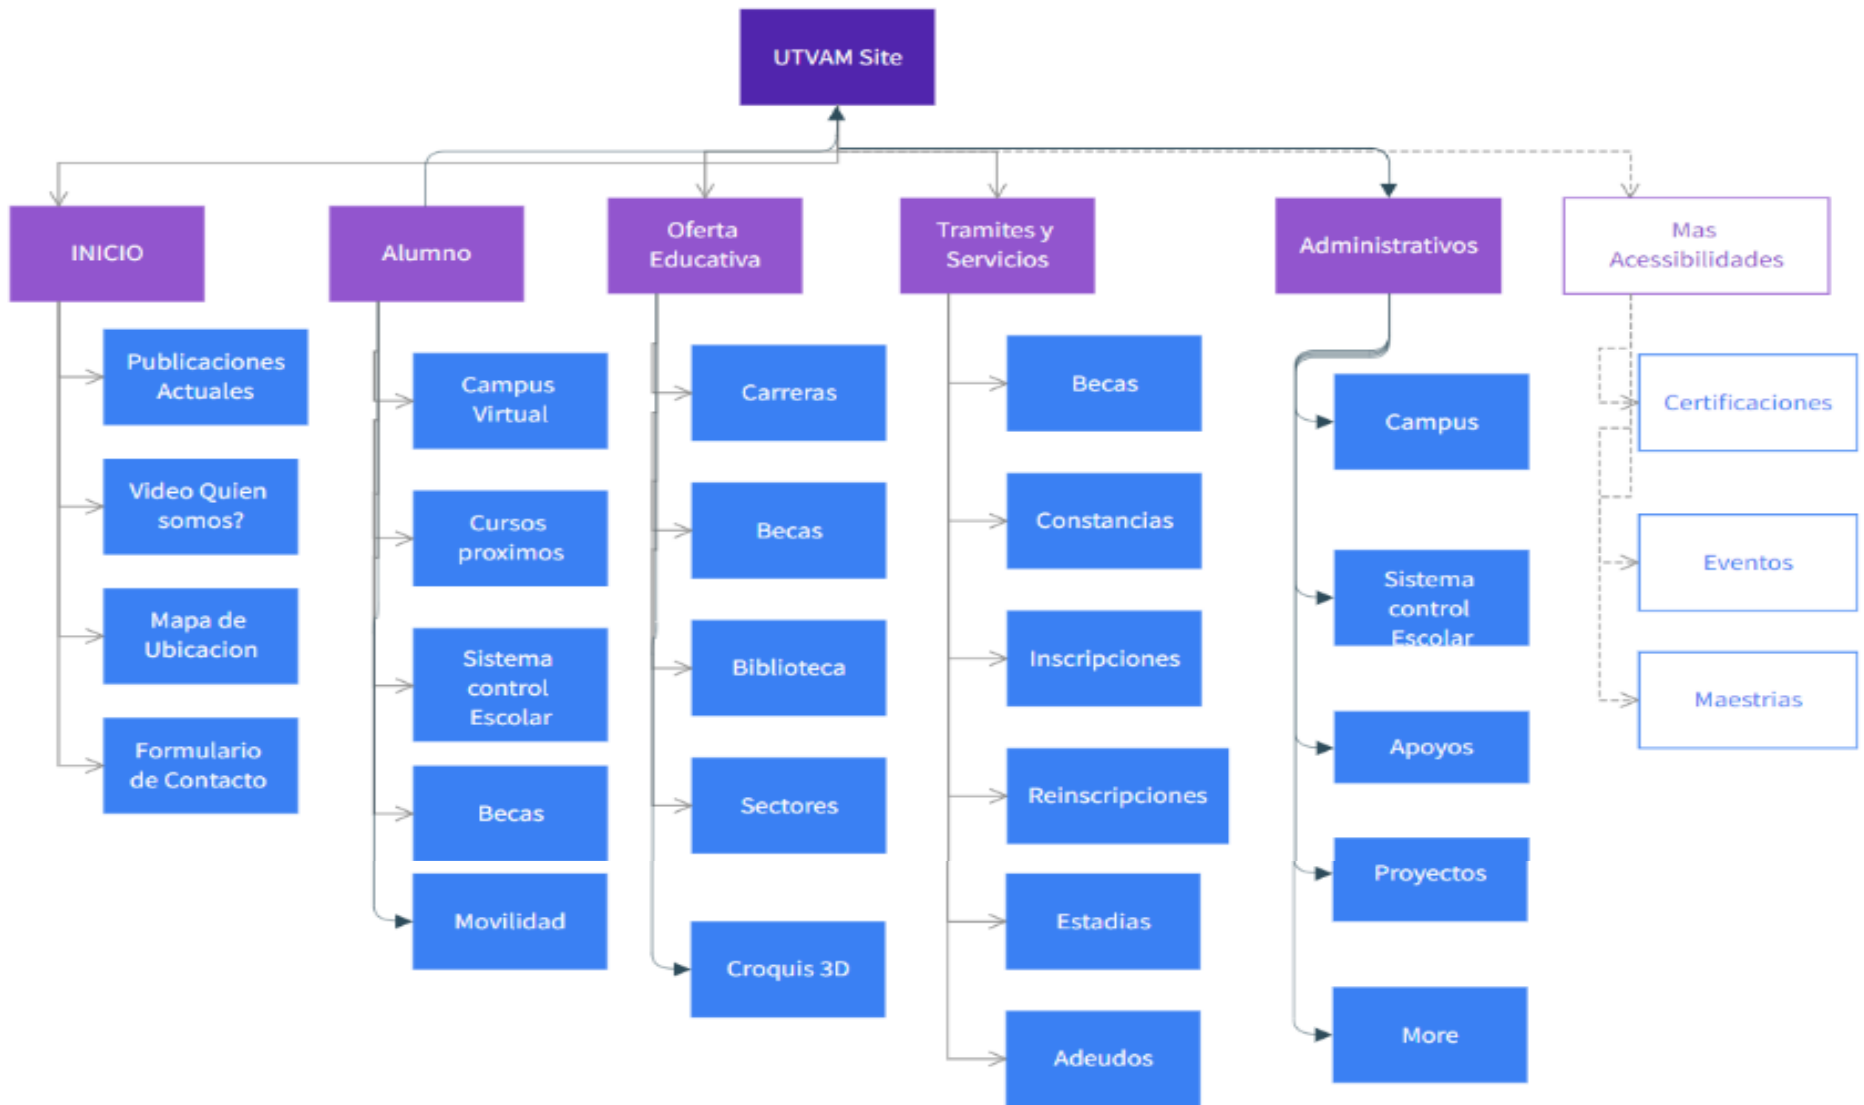 UTVAM Site
INICIO
Publicaciones
Actuales
Video Quien
somos?
Mapa de
Ubicacion
Formulario
de Contacto
Alumno
Campus
Virtual
Cursos
proximos
Sistema
control
Escolar
Becas
Movilidad
Oferta
Educativa
Carreras
Becas
Biblioteca
Sectores
Croquis 3D
Tramites y
Servicios
Becas
Constancias
Inscripciones
Reinscripciones
Estadias
Adeudos
Administrativos
Campus
Sistema
control
Escolar
Apoyos
Proyectos
More
Mas
Acessibilidades
Certificaciones
Eventos
Maestrias